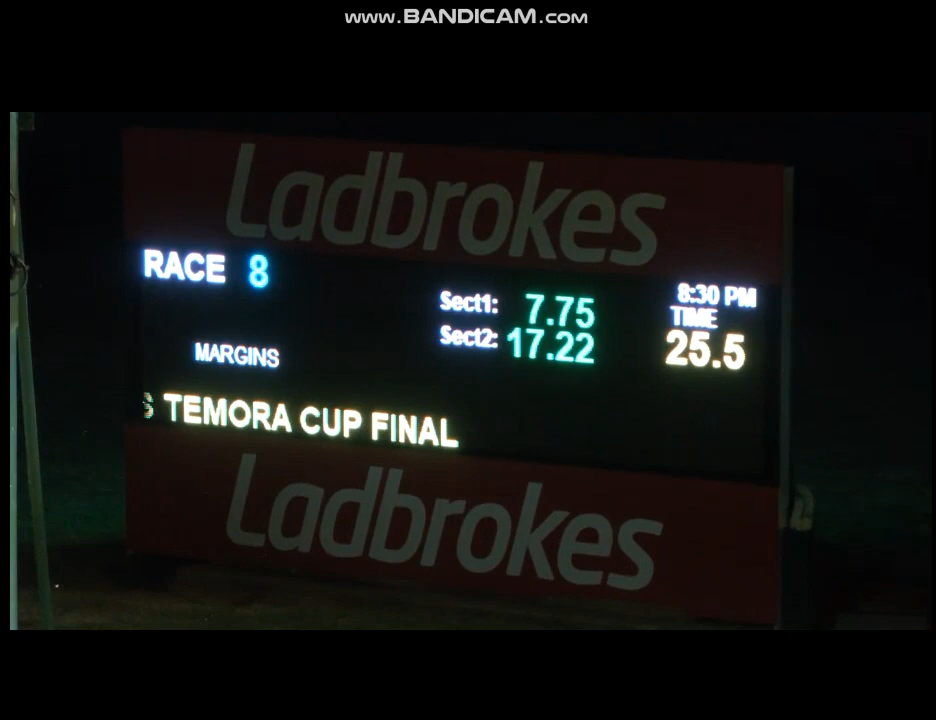 www.BANDICAM.com
Ladbrokes
RACE 8
8:30 PM
Sect1: 7.75
TIME
Sect2: 17.22
25.5
MARGINS
S TEMORA CUP FINAL
Ladbrokes